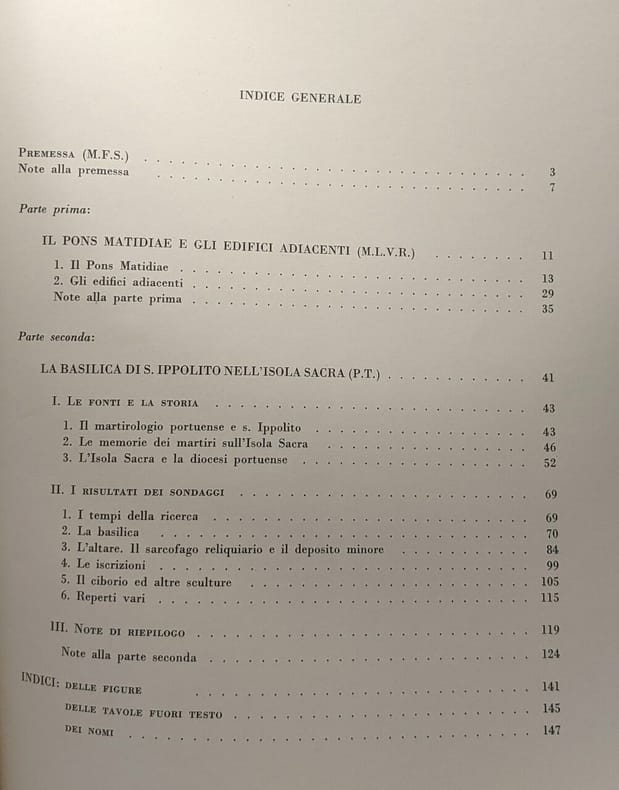 INDICE GENERALE
PREMESSA (M.F.S.) . . . . . . . . . . . . . . . . . . . . . . 3
Note alla premessa . . . . . . . . . . . . . . . . . . . . . . 7
Parte prima:
IL PONS MATIDIAE E GLI EDIFICI ADIACENTI (M.L.V.R.) . . . . . . . 11
1. Il Pons Matidiae . . . . . . . . . . . . . . . . . . . . 13
2. Gli edifici adiacenti . . . . . . . . . . . . . . . . . . . 29
Note alla parte prima . . . . . . . . . . . . . . . . . . . 35
Parte seconda:
LA BASILICA DI S. IPPOLITO NELL'ISOLA SACRA (P.T.) . . . . . . . . . 41
I. LE FONTI E LA STORIA . . . . . . . . . . . . . . . . . . 43
1. Il martirologio portuense e s. Ippolito . . . . . . . . . . . . 43
2. Le memorie dei martiri sull'Isola Sacra . . . . . . . . . . . . 46
3. L'Isola Sacra e la diocesi portuense . . . . . . . . . . . . . 52
II. I RISULTATI DEI SONDAGGI . . . . . . . . . . . . . . . . . 69
1. I tempi della ricerca . . . . . . . . . . . . . . . . . . 69
2. La basilica . . . . . . . . . . . . . . . . . . . . . 70
3. L'altare. Il sarcofago reliquiario e il deposito minore . . . . . . . . 84
4. Le iscrizioni . . . . . . . . . . . . . . . . . . . . . 99
5. Il ciborio ed altre sculture . . . . . . . . . . . . . . . . 105
6. Reperti vari . . . . . . . . . . . . . . . . . . . . . 115
III. NOTE DI RIEPILOGO . . . . . . . . . . . . . . . . . . . 119
Note alla parte seconda . . . . . . . . . . . . . . . . . . 124
INDICI: DELLE FIGURE . . . . . . . . . . . . . . . . . . . 141
DELLE TAVOLE FUORI TESTO . . . . . . . . . . . . . . . . . 145
DEI NOMI . . . . . . . . . . . . . . . . . . . . . . . 147